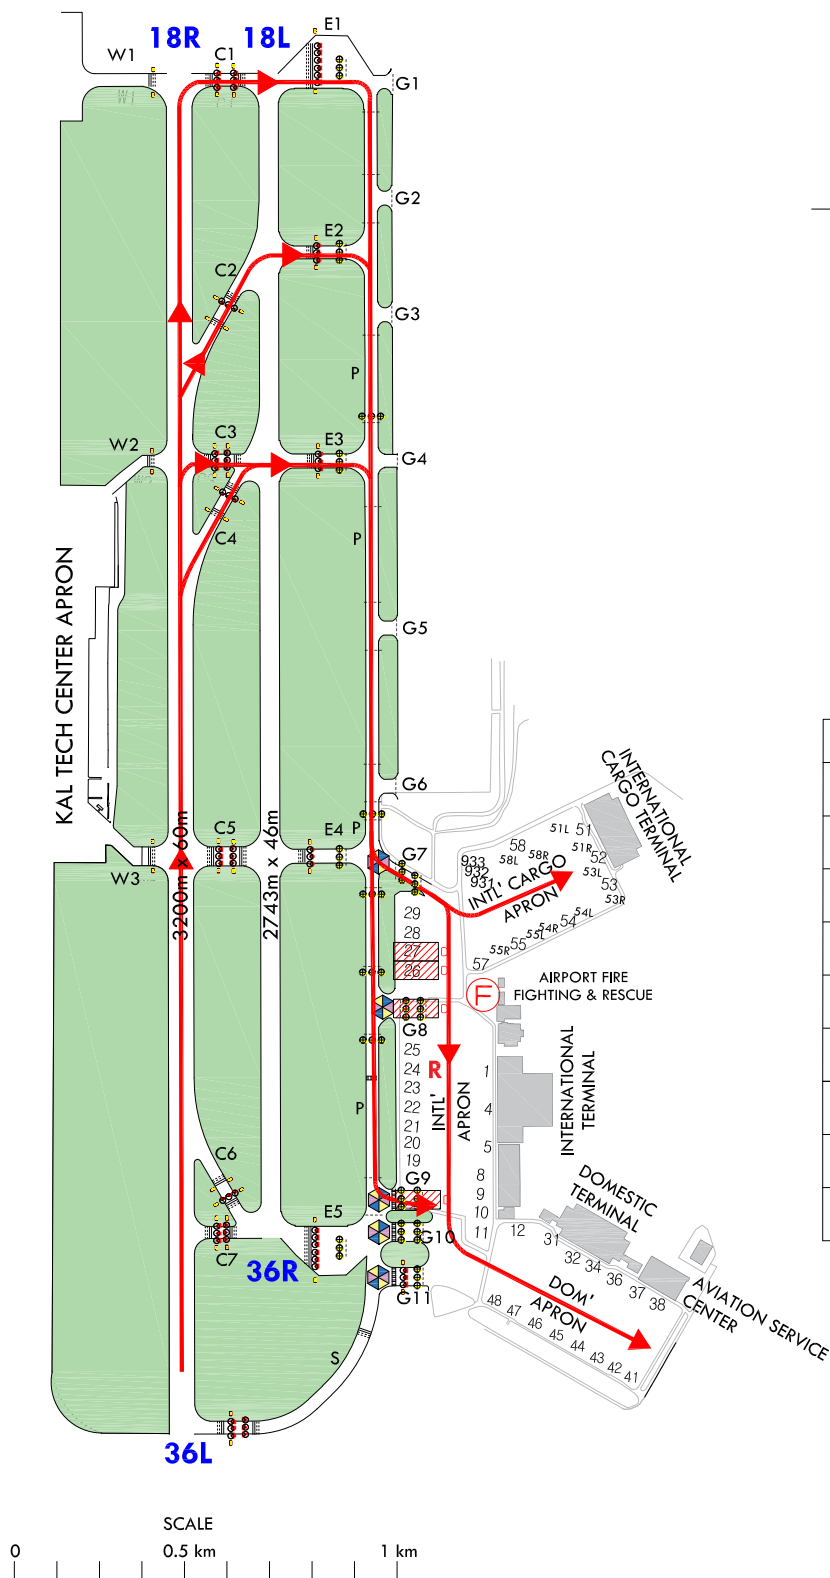 E1
18R
18L
W1
C1
G1
W1
G2
E2
C2
G3
P
C3
E3
W2
G4
C4
P
KAL TECH CENTER APRON
G5
G6
INTERNATIONAL
CARGO TERMINAL
3200m x 60m
2743m x 46m
C5
E4
P
G7
W3
51L
51
58
58L
58R
51R
52
933
932
931
53L
53
53R
INTL' CARGO
APRON
54L
54
54R
55L
55
55R
57
29
28
27
26
AIRPORT FIRE
FIGHTING & RESCUE
F
G8
25
24
R
23
22
21
20
19
P
INTL'
APRON
1
4
5
8
9
10
11
12
INTERNATIONAL
TERMINAL
C6
G9
E5
G10
C7
36R
G11
DOMESTIC
TERMINAL
31
32
34
36
37
38
DOM'
APRON
48
47
46
45
44
43
42
41
AVIATION SERVICE
CENTER
S
36L
SCALE
0
0.5 km
1 km